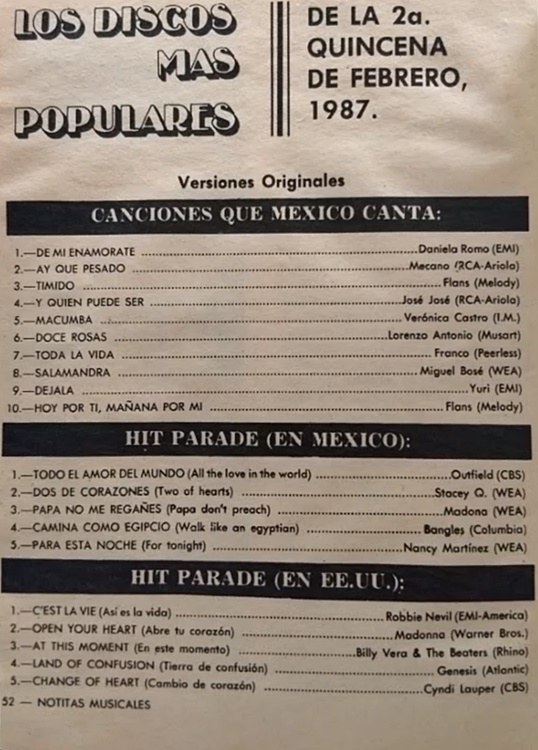 LOS DISCOS
MAS
POPULARES
DE LA 2a.
QUINCENA
DE FEBRERO,
1987.
Versiones Originales
CANCIONES QUE MEXICO CANTA:
1.—DE MI ENAMORATE ........ Daniela Romo (EMI)
2.—AY QUE PESADO ........ Mecano (RCA-Ariola)
3.—TIMIDO ........ Flans (Melody)
4.—Y QUIEN PUEDE SER ........ José José (RCA-Ariola)
5.—MACUMBA ........ Verónica Castro (I.M.)
6.—DOCE ROSAS ........ Lorenzo Antonio (Musart)
7.—TODA LA VIDA ........ Franco (Peerless)
8.—SALAMANDRA ........ Miguel Bosé (WEA)
9.—DEJALA ........ Yuri (EMI)
10.—HOY POR TI, MAÑANA POR MI ........ Flans (Melody)
HIT PARADE (EN MEXICO):
1.—TODO EL AMOR DEL MUNDO (All the love in the world) ........ Outfield (CBS)
2.—DOS DE CORAZONES (Two of hearts) ........ Stacey Q. (WEA)
3.—PAPA NO ME REGAÑES (Papa don't preach) ........ Madona (WEA)
4.—CAMINA COMO EGIPCIO (Walk like an egyptian) ........ Bangles (Columbia)
5.—PARA ESTA NOCHE (For tonight) ........ Nancy Martínez (WEA)
HIT PARADE (EN EE.UU.):
1.—C'EST LA VIE (Así es la vida) ........ Robbie Nevil (EMI-America)
2.—OPEN YOUR HEART (Abre tu corazón) ........ Madonna (Warner Bros.)
3.—AT THIS MOMENT (En este momento) ........ Billy Vera & The Beaters (Rhino)
4.—LAND OF CONFUSION (Tierra de confusión) ........ Genesis (Atlantic)
5.—CHANGE OF HEART (Cambio de corazón) ........ Cyndi Lauper (CBS)
52 — NOTITAS MUSICALES